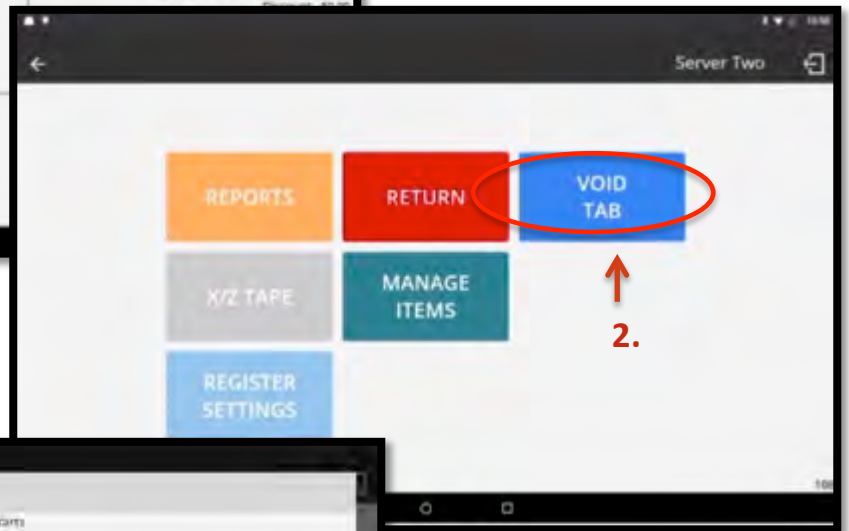 Server Two
REPORTS
RETURN
VOID
TAB
X/Z TAPE
MANAGE
ITEMS
2.
REGISTER
SETTINGS